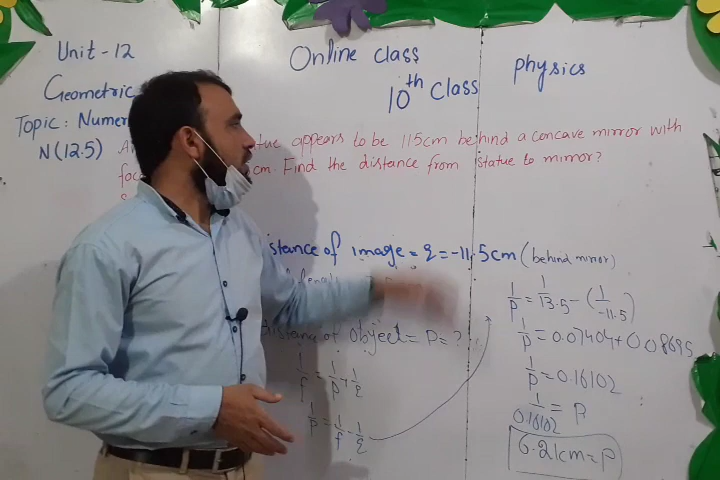 Unit-12
Online class
physics
Geometric
10th Class
Topic: Numer
N(12.5) A tue appears to be 115cm behind a concave mirror with
foc cm. Find the distance from statue to mirror?
istance of image = q = -11.5cm (behind mirror)
istance of Object = P = ?
1/f = 1/p + 1/q
1/p = 1/f - 1/q
1/p = 1/13.5 - (1/-11.5)
1/p = 0.07404 + 0.08695
1/p = 0.16102
1/0.16102 = P
6.21cm = P